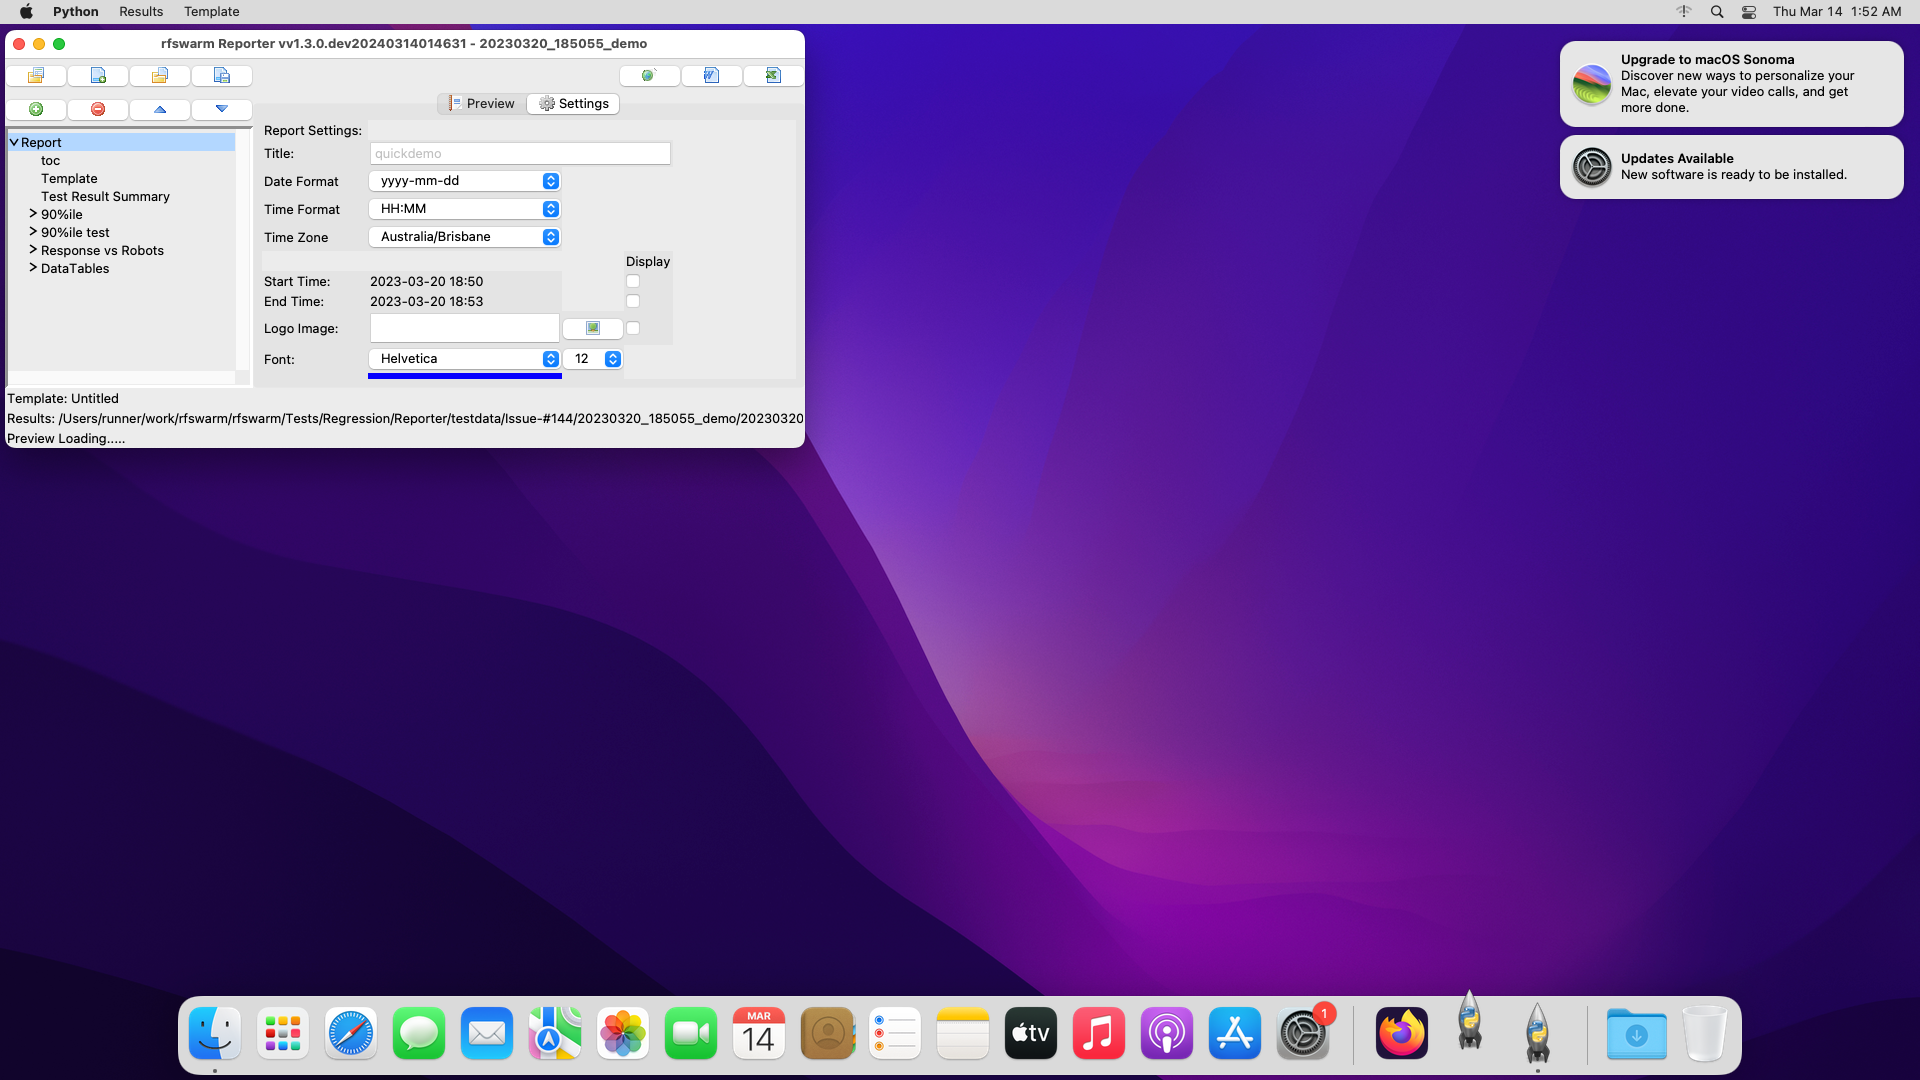 Python Results Template Thu Mar 14 1:52 AM
rfswarm Reporter vv1.3.0.dev20240314014631 - 20230320_185055_demo
Preview Settings
Report
toc
Template
Test Result Summary
90%ile
90%ile test
Response vs Robots
DataTables
Report Settings:
Title: quickdemo
Date Format yyyy-mm-dd
Time Format HH:MM
Time Zone Australia/Brisbane
Display
Start Time: 2023-03-20 18:50
End Time: 2023-03-20 18:53
Logo Image:
Font: Helvetica 12
Template: Untitled
Results: /Users/runner/work/rfswarm/rfswarm/Tests/Regression/Reporter/testdata/Issue-#144/20230320_185055_demo/20230320
Preview Loading.....
Upgrade to macOS Sonoma
Discover new ways to personalize your
Mac, elevate your video calls, and get
more done.
Updates Available
New software is ready to be installed.
MAR
14
tv
1